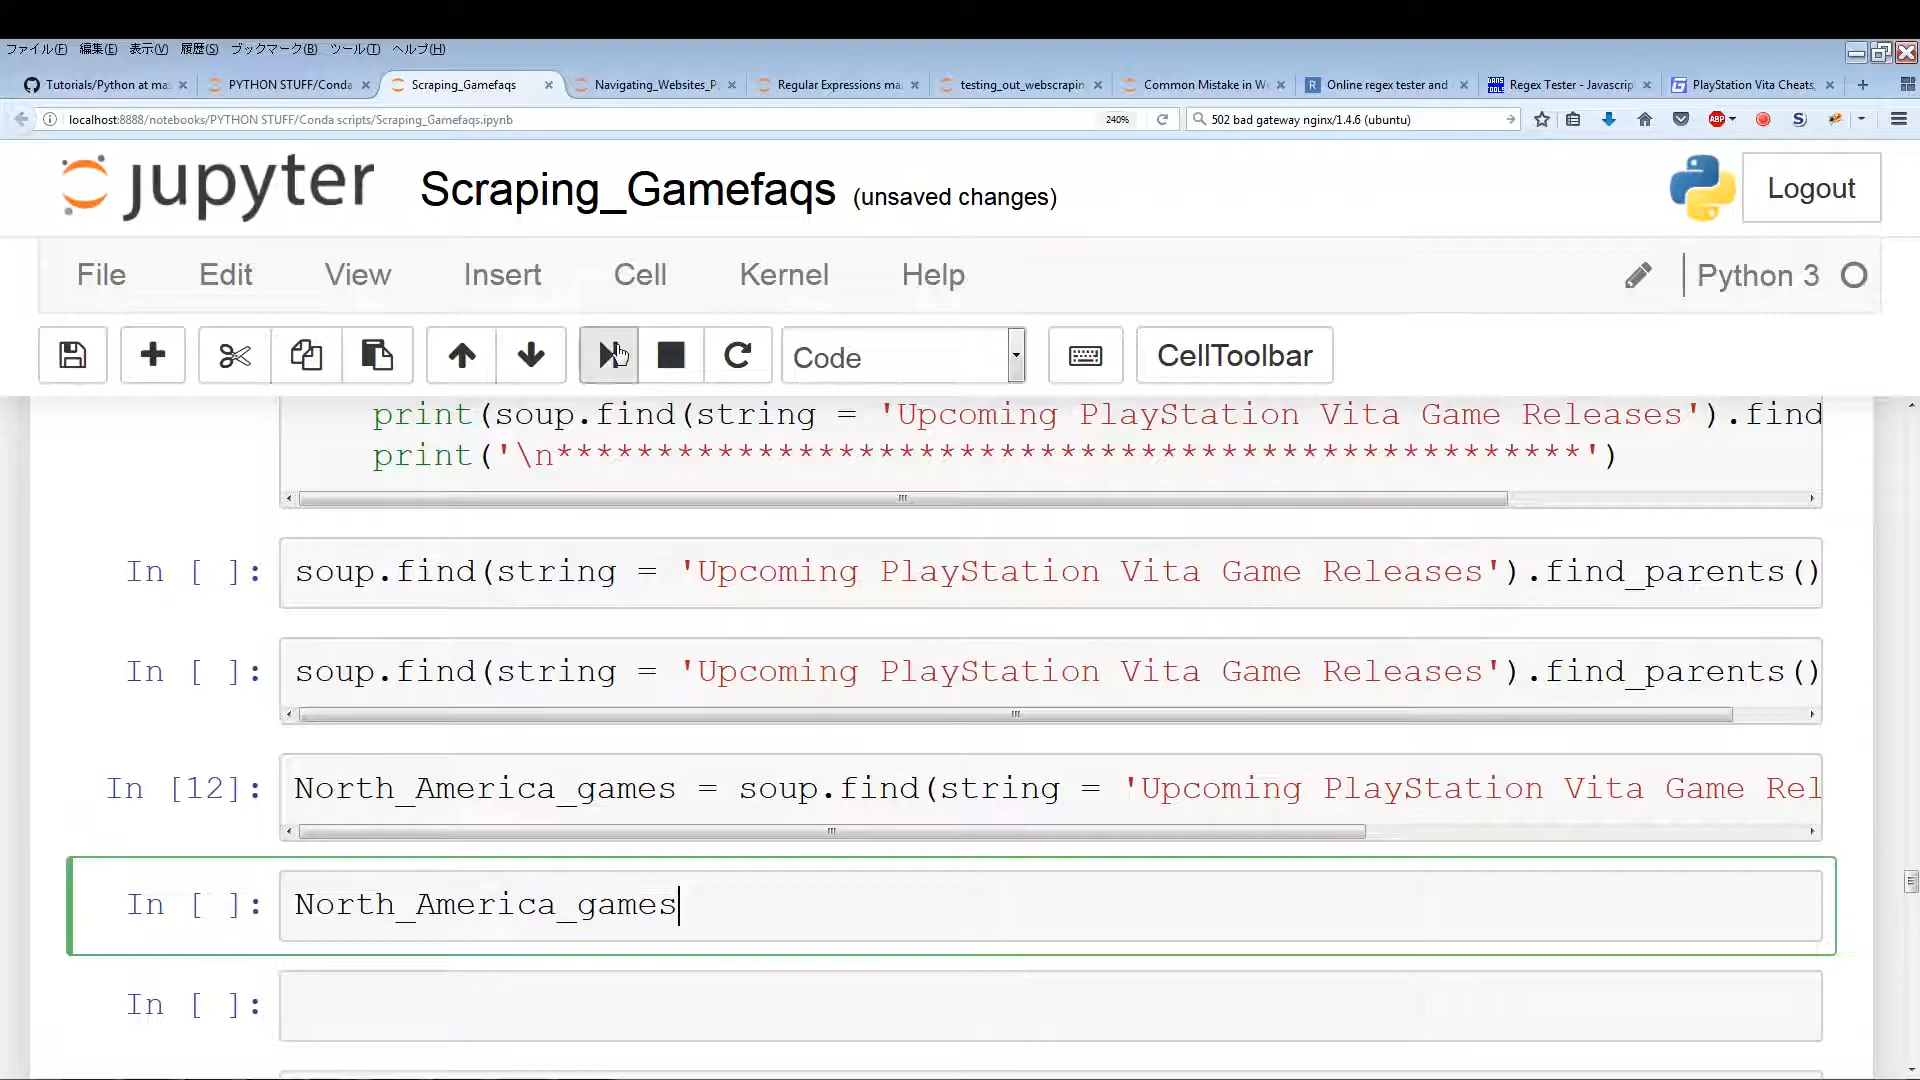 ファイル(F) 編集(E) 表示(V) 履歴(S) ブックマーク(B) ツール(T) ヘルプ(H)
Tutorials/Python at ma PYTHON STUFF/Conda Scraping_Gamefaqs Navigating_Websites_P Regular Expressions ma testing_out_webscrapin Common Mistake in W Online regex tester and Regex Tester - Javascrip PlayStation Vita Cheats,
localhost:8888/notebooks/PYTHON STUFF/Conda scripts/Scraping_Gamefaqs.ipynb 240% 502 bad gateway nginx/1.4.6 (ubuntu) ABP
jupyter Scraping_Gamefaqs (unsaved changes) Logout
File Edit View Insert Cell Kernel Help Python 3
Code CellToolbar
print(soup.find(string = 'Upcoming PlayStation Vita Game Releases').find
print('\n***************************************************')
In [ ]: soup.find(string = 'Upcoming PlayStation Vita Game Releases').find_parents()
In [ ]: soup.find(string = 'Upcoming PlayStation Vita Game Releases').find_parents()
In [12]: North_America_games = soup.find(string = 'Upcoming PlayStation Vita Game Rel
In [ ]: North_America_games
In [ ]: